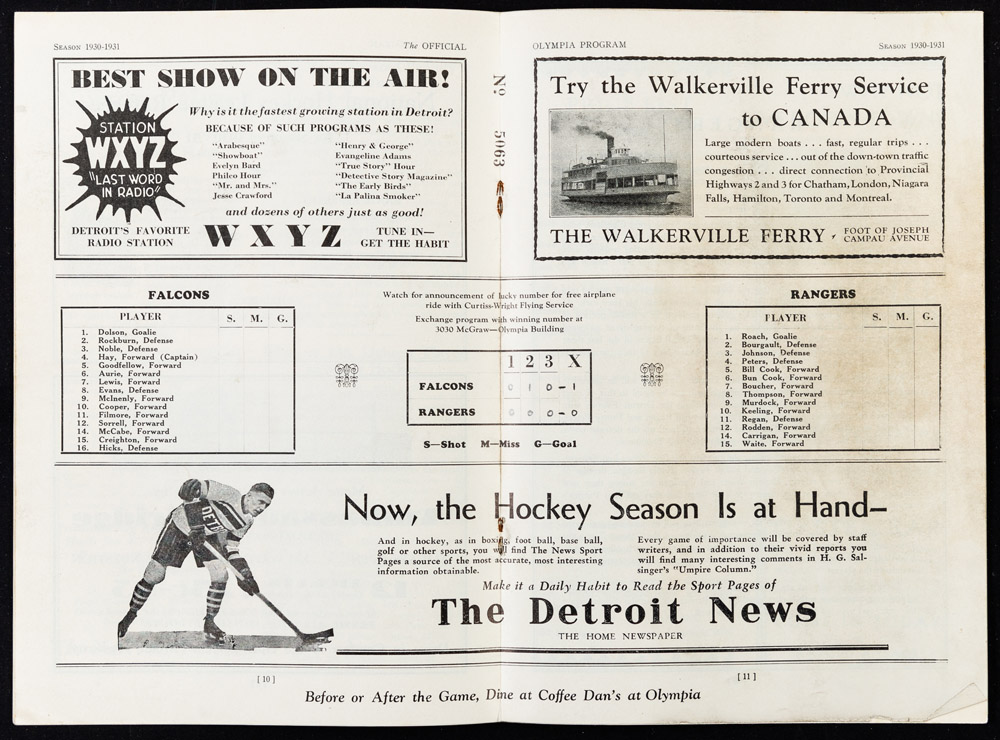 SEASON 1930-1931
The OFFICIAL
BEST SHOW ON THE AIR!
STATION
WXYZ
"LAST WORD
IN RADIO"
Why is it the fastest growing station in Detroit?
BECAUSE OF SUCH PROGRAMS AS THESE!
"Arabesque"
"Showboat"
Evelyn Bard
Philco Hour
"Mr. and Mrs."
Jesse Crawford
"Henry & George"
Evangeline Adams
"True Story" Hour
"Detective Story Magazine"
"The Early Birds"
"La Palina Smoker"
and dozens of others just as good!
DETROIT'S FAVORITE
RADIO STATION
WXYZ
TUNE IN—
GET THE HABIT
No. 5063
OLYMPIA PROGRAM
SEASON 1930-1931
Try the Walkerville Ferry Service
to CANADA
Large modern boats . . . fast, regular trips . . .
courteous service . . . out of the down-town traffic
congestion . . . direct connection to Provincial
Highways 2 and 3 for Chatham, London, Niagara
Falls, Hamilton, Toronto and Montreal.
THE WALKERVILLE FERRY
FOOT OF JOSEPH
CAMPAU AVENUE
FALCONS
PLAYER S. M. G.
1. Dolson, Goalie
2. Rockburn, Defense
3. Noble, Defense
4. Hay, Forward (Captain)
5. Goodfellow, Forward
6. Aurie, Forward
7. Lewis, Forward
8. Evans, Defense
9. McInenly, Forward
10. Cooper, Forward
11. Filmore, Forward
12. Sorrell, Forward
14. McCabe, Forward
15. Creighton, Forward
16. Hicks, Defense
Watch for announcement of lucky number for free airplane
ride with Curtiss-Wright Flying Service
Exchange program with winning number at
3030 McGraw—Olympia Building
1 2 3 X
FALCONS 0 1 0 - 1
RANGERS 0 0 0 - 0
S—Shot M—Miss G—Goal
RANGERS
PLAYER S. M. G.
1. Roach, Goalie
2. Bourgault, Defense
3. Johnson, Defense
4. Peters, Defense
5. Bill Cook, Forward
6. Bun Cook, Forward
7. Boucher, Forward
8. Thompson, Forward
9. Murdock, Forward
10. Keeling, Forward
11. Regan, Defense
12. Rodden, Forward
14. Carrigan, Forward
15. Waite, Forward
DETR
Now, the Hockey Season Is at Hand—
And in hockey, as in boxing, foot ball, base ball,
golf or other sports, you will find The News Sport
Pages a source of the most accurate, most interesting
information obtainable.
Every game of importance will be covered by staff
writers, and in addition to their vivid reports you
will find many interesting comments in H. G. Sal-
singer's "Umpire Column."
Make it a Daily Habit to Read the Sport Pages of
The Detroit News
THE HOME NEWSPAPER
[ 10 ]
[ 11 ]
Before or After the Game, Dine at Coffee Dan's at Olympia